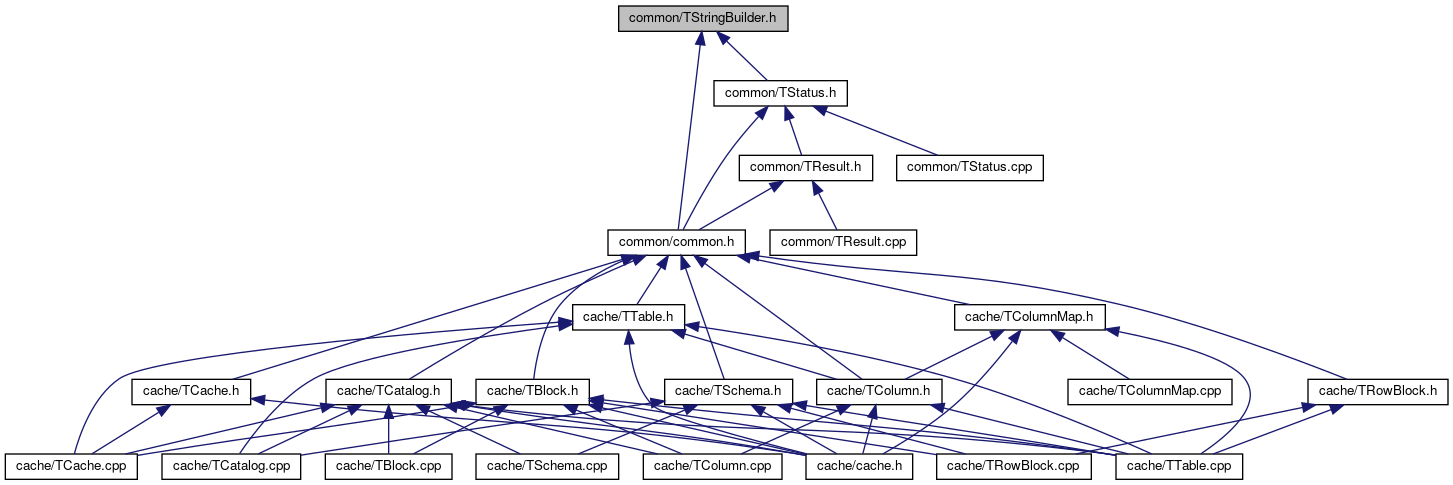 common/TStringBuilder.h
common/TStatus.h
common/TResult.h
common/TStatus.cpp
common/common.h
common/TResult.cpp
cache/TTable.h
cache/TColumnMap.h
cache/TCache.h
cache/TCatalog.h
cache/TBlock.h
cache/TSchema.h
cache/TColumn.h
cache/TColumnMap.cpp
cache/TRowBlock.h
cache/TCache.cpp
cache/TCatalog.cpp
cache/TBlock.cpp
cache/TSchema.cpp
cache/TColumn.cpp
cache/cache.h
cache/TRowBlock.cpp
cache/TTable.cpp